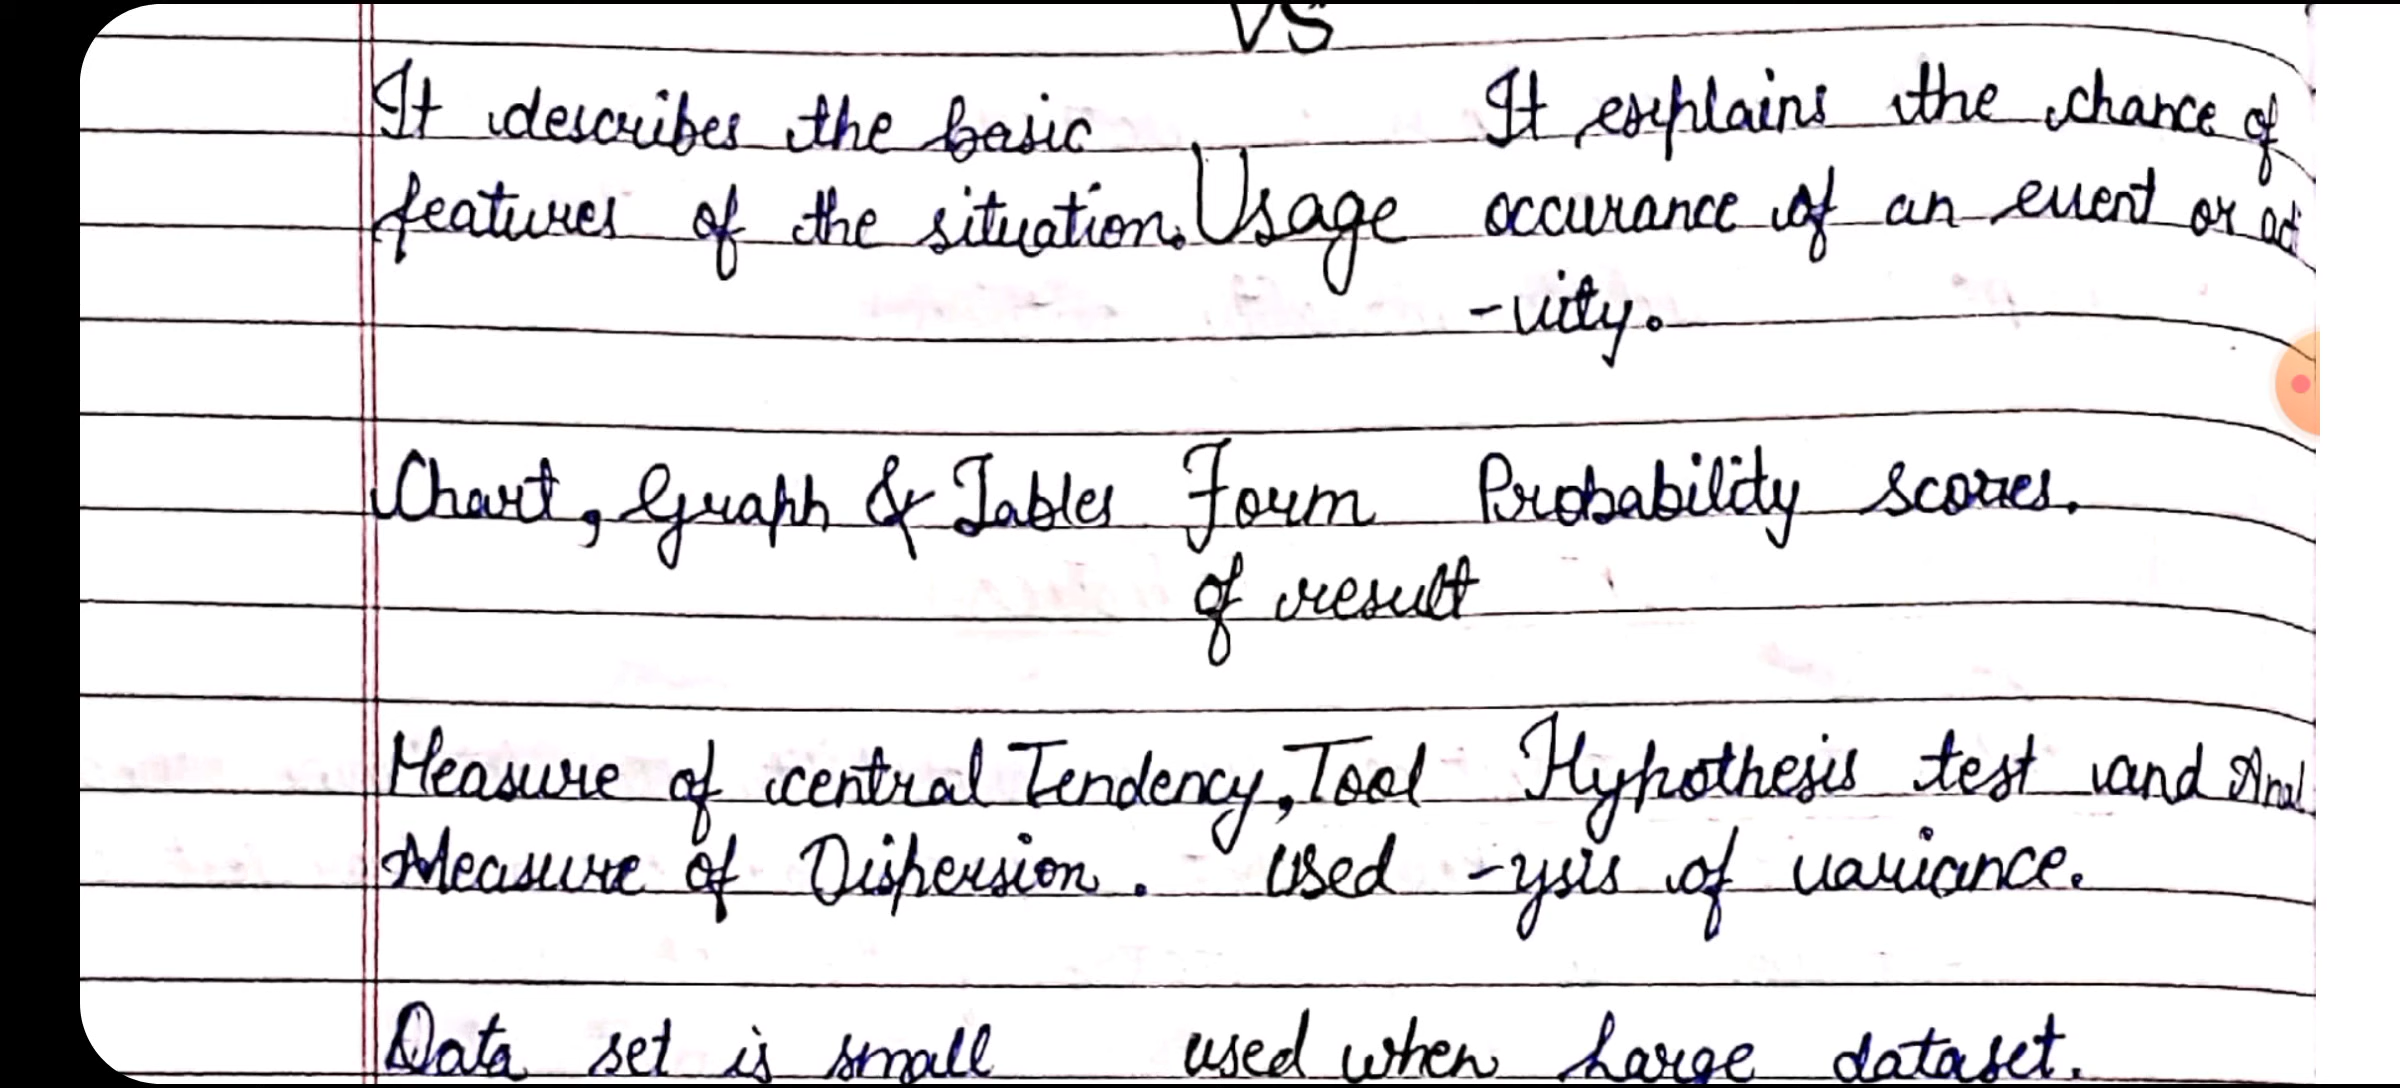 VS
It describes the basic It explains the chance of
features of the situation. Usage occurance of an event or act
-vity.
Chart, Graph & Tables Form Probability scores.
of result
Measure of central Tendency, Tool Hypothesis test and Anal
Measure of Dispersion. used -ysis of variance.
Data set is small used when large dataset.